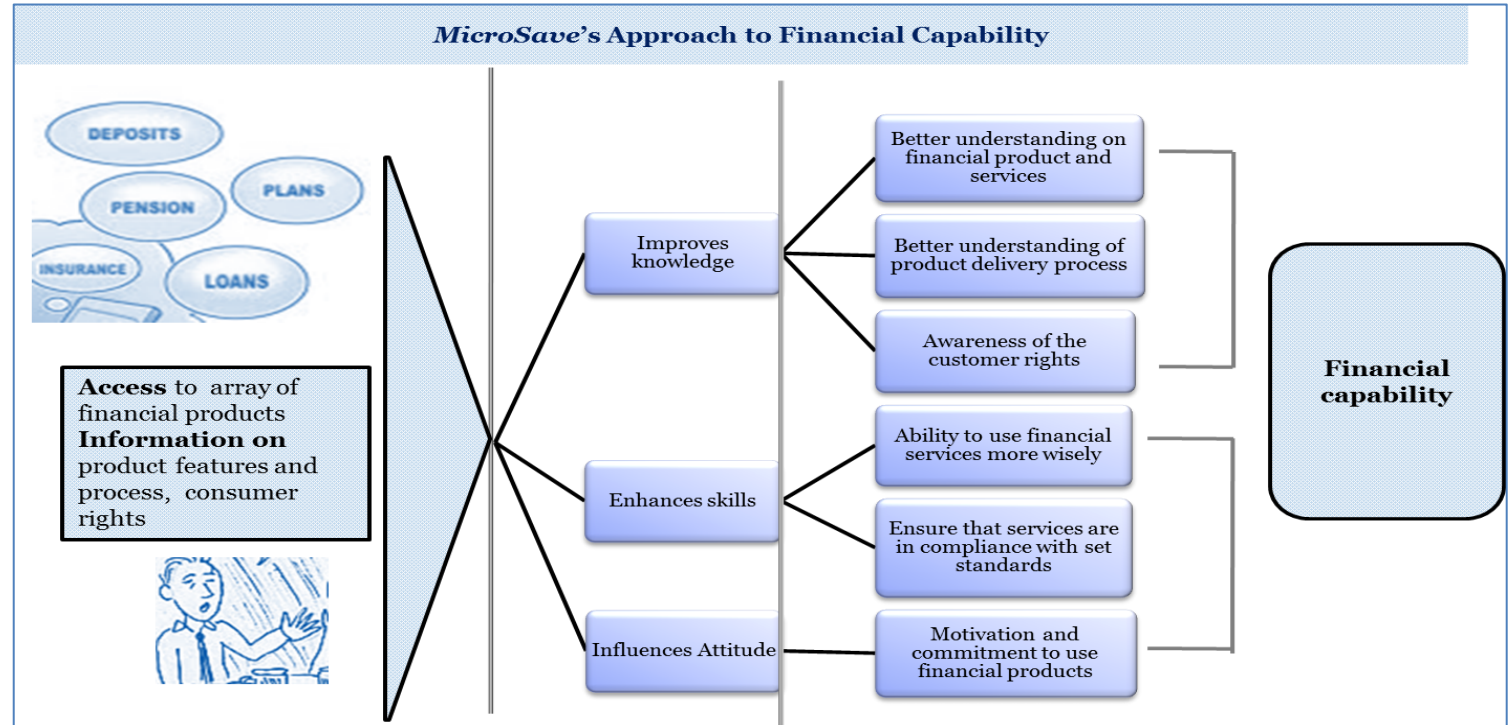 MicroSave's Approach to Financial Capability
DEPOSITS
PLANS
PENSION
INSURANCE
LOANS
Access to array of
financial products
Information on
product features and
process, consumer
rights
Improves
knowledge
Enhances skills
Influences Attitude
Better understanding on
financial product and
services
Better understanding of
product delivery process
Awareness of the
customer rights
Ability to use financial
services more wisely
Ensure that services are
in compliance with set
standards
Motivation and
commitment to use
financial products
Financial
capability